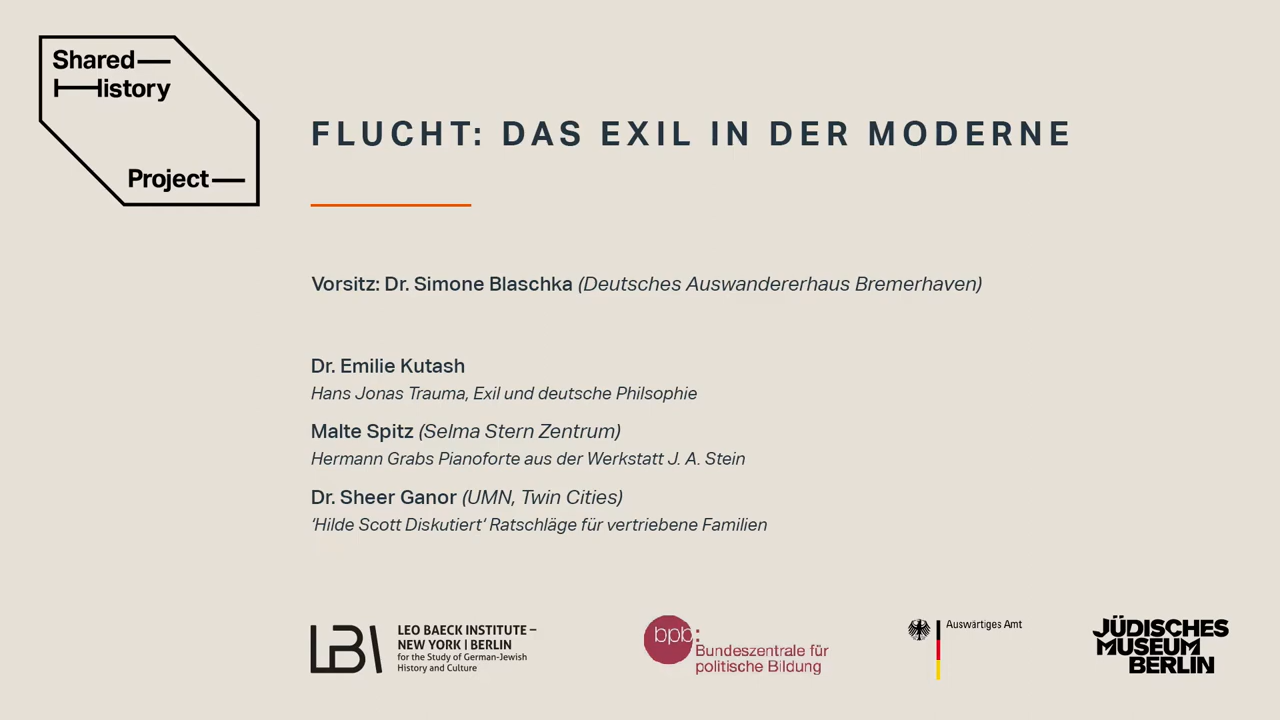 Shared
History
Project
FLUCHT: DAS EXIL IN DER MODERNE
Vorsitz: Dr. Simone Blaschka (Deutsches Auswandererhaus Bremerhaven)
Dr. Emilie Kutash
Hans Jonas Trauma, Exil und deutsche Philsophie
Malte Spitz (Selma Stern Zentrum)
Hermann Grabs Pianoforte aus der Werkstatt J. A. Stein
Dr. Sheer Ganor (UMN, Twin Cities)
‘Hilde Scott Diskutiert‘ Ratschläge für vertriebene Familien
LBI
LEO BAECK INSTITUTE –
NEW YORK | BERLIN
for the Study of German-Jewish
History and Culture
bpb:
Bundeszentrale für
politische Bildung
Auswärtiges Amt
JÜDISCHES
MUSEUM
BERLIN